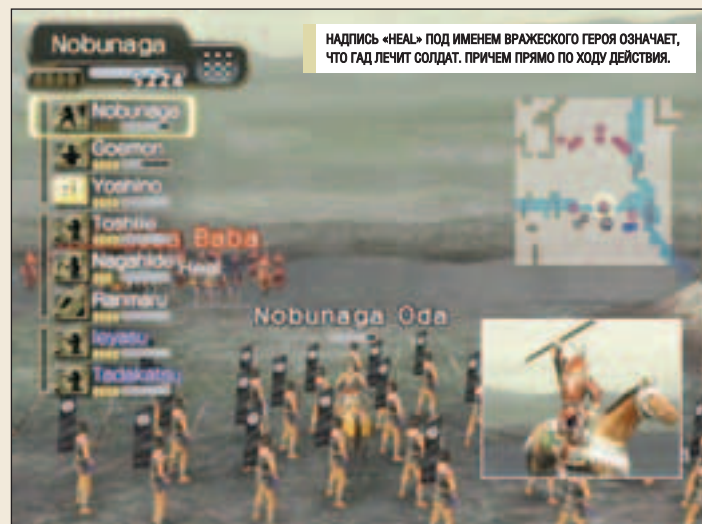 Nobunaga
5224
НАДПИСЬ «HEAL» ПОД ИМЕНЕМ ВРАЖЕСКОГО ГЕРОЯ ОЗНАЧАЕТ,
ЧТО ГАД ЛЕЧИТ СОЛДАТ. ПРИЧЕМ ПРЯМО ПО ХОДУ ДЕЙСТВИЯ.
Nobunaga
Goemon
Yoshino
Toshiie
Baba
Nagahide
Heal
Ranmaru
Nobunaga Oda
Ieyasu
Tadakatsu